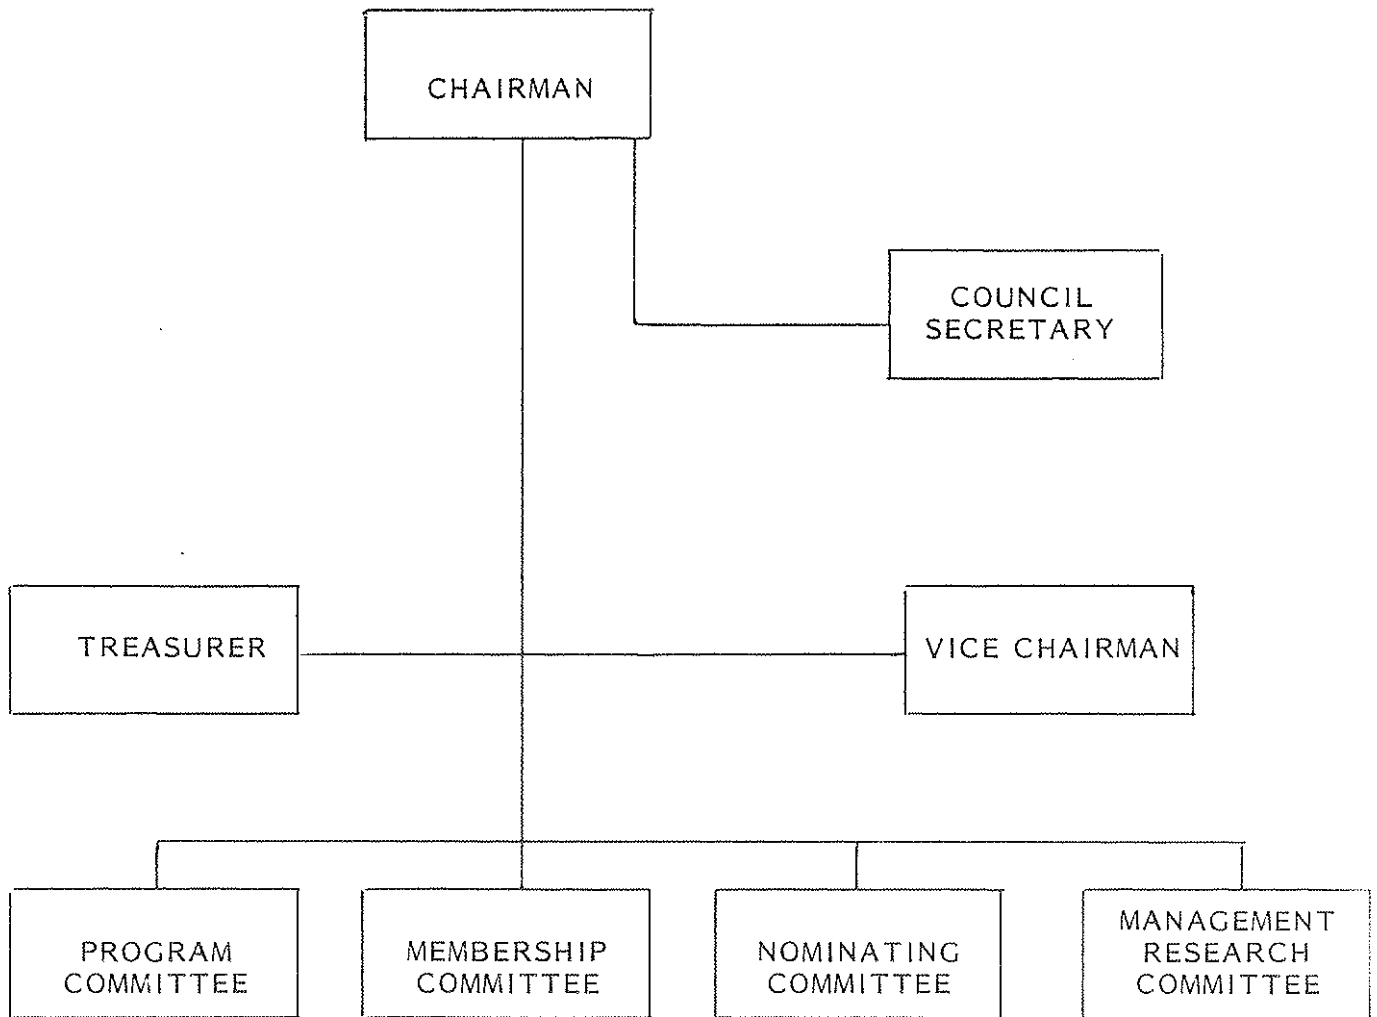 CHAIRMAN
COUNCIL
SECRETARY
TREASURER
VICE CHAIRMAN
PROGRAM
COMMITTEE
MEMBERSHIP
COMMITTEE
NOMINATING
COMMITTEE
MANAGEMENT
RESEARCH
COMMITTEE